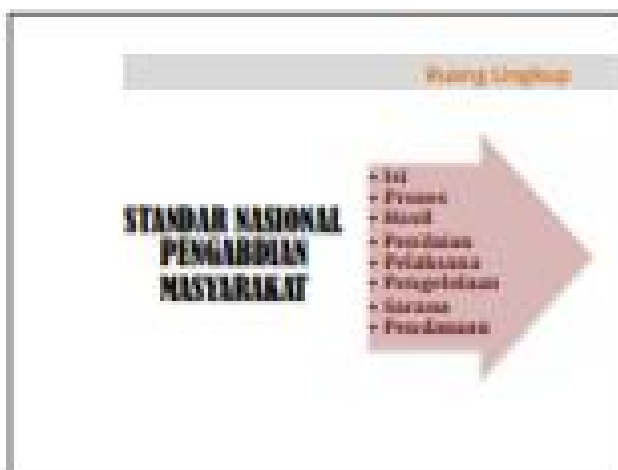 Ruang Lingkup
STANDAR NASIONAL
PENGABDIAN
MASYARAKAT
• Isi
• Proses
• Hasil
• Penilaian
• Pelaksana
• Pengelolaan
• Sarana
• Pendanaan